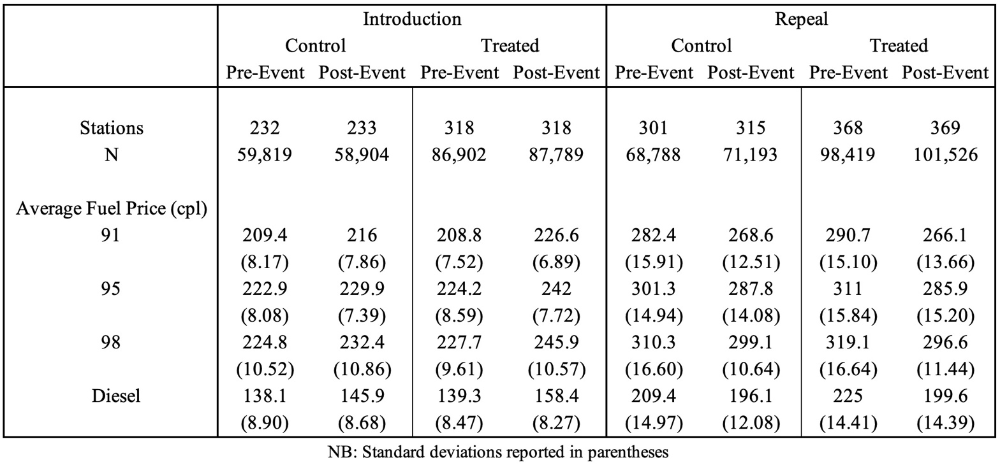 Introduction Repeal
Control Treated Control Treated
Pre-Event Post-Event Pre-Event Post-Event Pre-Event Post-Event Pre-Event Post-Event
Stations 232 233 318 318 301 315 368 369
N 59,819 58,904 86,902 87,789 68,788 71,193 98,419 101,526
Average Fuel Price (cpl)
91 209.4 216 208.8 226.6 282.4 268.6 290.7 266.1
(8.17) (7.86) (7.52) (6.89) (15.91) (12.51) (15.10) (13.66)
95 222.9 229.9 224.2 242 301.3 287.8 311 285.9
(8.08) (7.39) (8.59) (7.72) (14.94) (14.08) (15.84) (15.20)
98 224.8 232.4 227.7 245.9 310.3 299.1 319.1 296.6
(10.52) (10.86) (9.61) (10.57) (16.60) (10.64) (16.64) (11.44)
Diesel 138.1 145.9 139.3 158.4 209.4 196.1 225 199.6
(8.90) (8.68) (8.47) (8.27) (14.97) (12.08) (14.41) (14.39)
NB: Standard deviations reported in parentheses